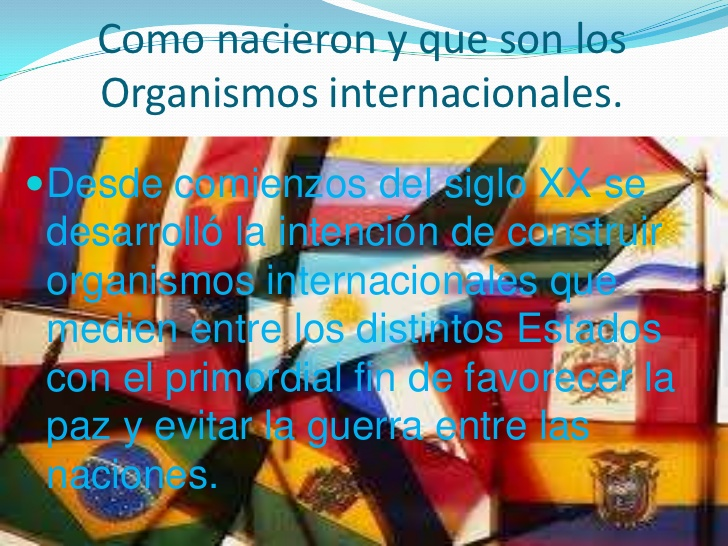 Como nacieron y que son los
Organismos internacionales.
•Desde comienzos del siglo XX se
desarrolló la intención de construir
organismos internacionales que
medien entre los distintos Estados
con el primordial fin de favorecer la
paz y evitar la guerra entre las
naciones.